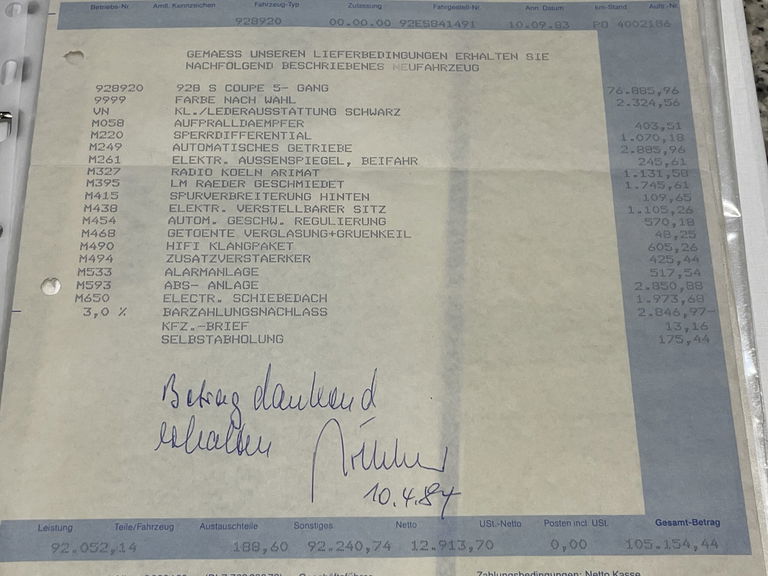 Betriebs-Nr. Amtl. Kennzeichen Fahrzeug-Typ Zulassung Fahrgestell-Nr. Ann. Datum km-Stand Auftr.-Nr.
928920 00.00.00 92ES841491 10.09.83 PO 4002186
GEMAESS UNSEREN LIEFERBEDINGUNGEN ERHALTEN SIE
NACHFOLGEND BESCHRIEBENES NEUFAHRZEUG
928920 928 S COUPE 5- GANG 76.885,96
9999 FARBE NACH WAHL 2.324,56
VN KL./LEDERAUSSTATTUNG SCHWARZ
M058 AUFPRALLDAEMPFER 403,51
M220 SPERRDIFFERENTIAL 1.070,18
M249 AUTOMATISCHES GETRIEBE 2.885,96
M261 ELEKTR. AUSSENSPIEGEL, BEIFAHR 245,61
M327 RADIO KOELN ARIMAT 1.131,58
M395 LM RAEDER GESCHMIEDET 1.745,61
M415 SPURVERBREITERUNG HINTEN 109,65
M438 ELEKTR. VERSTELLBARER SITZ 1.105,26
M454 AUTOM. GESCHW. REGULIERUNG 570,18
M468 GETOENTE VERGLASUNG+GRUENKEIL 48,25
M490 HIFI KLANGPAKET 605,26
M494 ZUSATZVERSTAERKER 425,44
M533 ALARMANLAGE 517,54
M593 ABS- ANLAGE 2.850,88
M650 ELECTR. SCHIEBEDACH 1.973,68
3,0 % BARZAHLUNGSNACHLASS 2.846,97-
KFZ.-BRIEF 13,16
SELBSTABHOLUNG 175,44
Betrag dankend
erhalten
10.4.84
Leistung Teile/Fahrzeug Austauschteile Sonstiges Netto USt.-Netto Posten incl. USt. Gesamt-Betrag
92.052,14 188,60 92.240,74 12.913,70 0,00 105.154,44
Geschäftsführer Zahlungsbedingungen: Netto Kasse